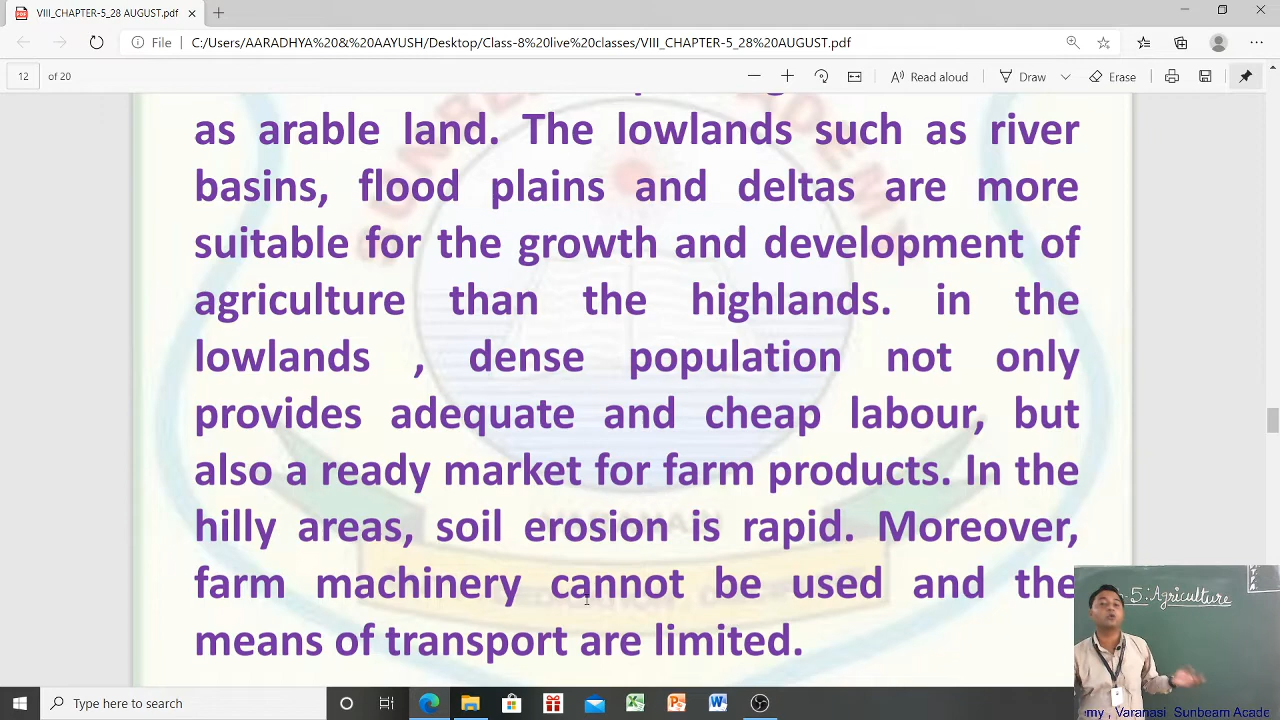 VIII_CHAPTER-5_28 AUGUST.pdf
File
C:/Users/AARADHYA%20&%20AAYUSH/Desktop/Class-8%20live%20classes/VIII_CHAPTER-5_28%20AUGUST.pdf
12 of 20
Read aloud
Draw
Erase
as arable land. The lowlands such as river
basins, flood plains and deltas are more
suitable for the growth and development of
agriculture than the highlands. in the
lowlands , dense population not only
provides adequate and cheap labour, but
also a ready market for farm products. In the
hilly areas, soil erosion is rapid. Moreover,
farm machinery cannot be used and the
means of transport are limited.
-5:Agriculture
emy , Varanasi Sunbeam Acade
Type here to search